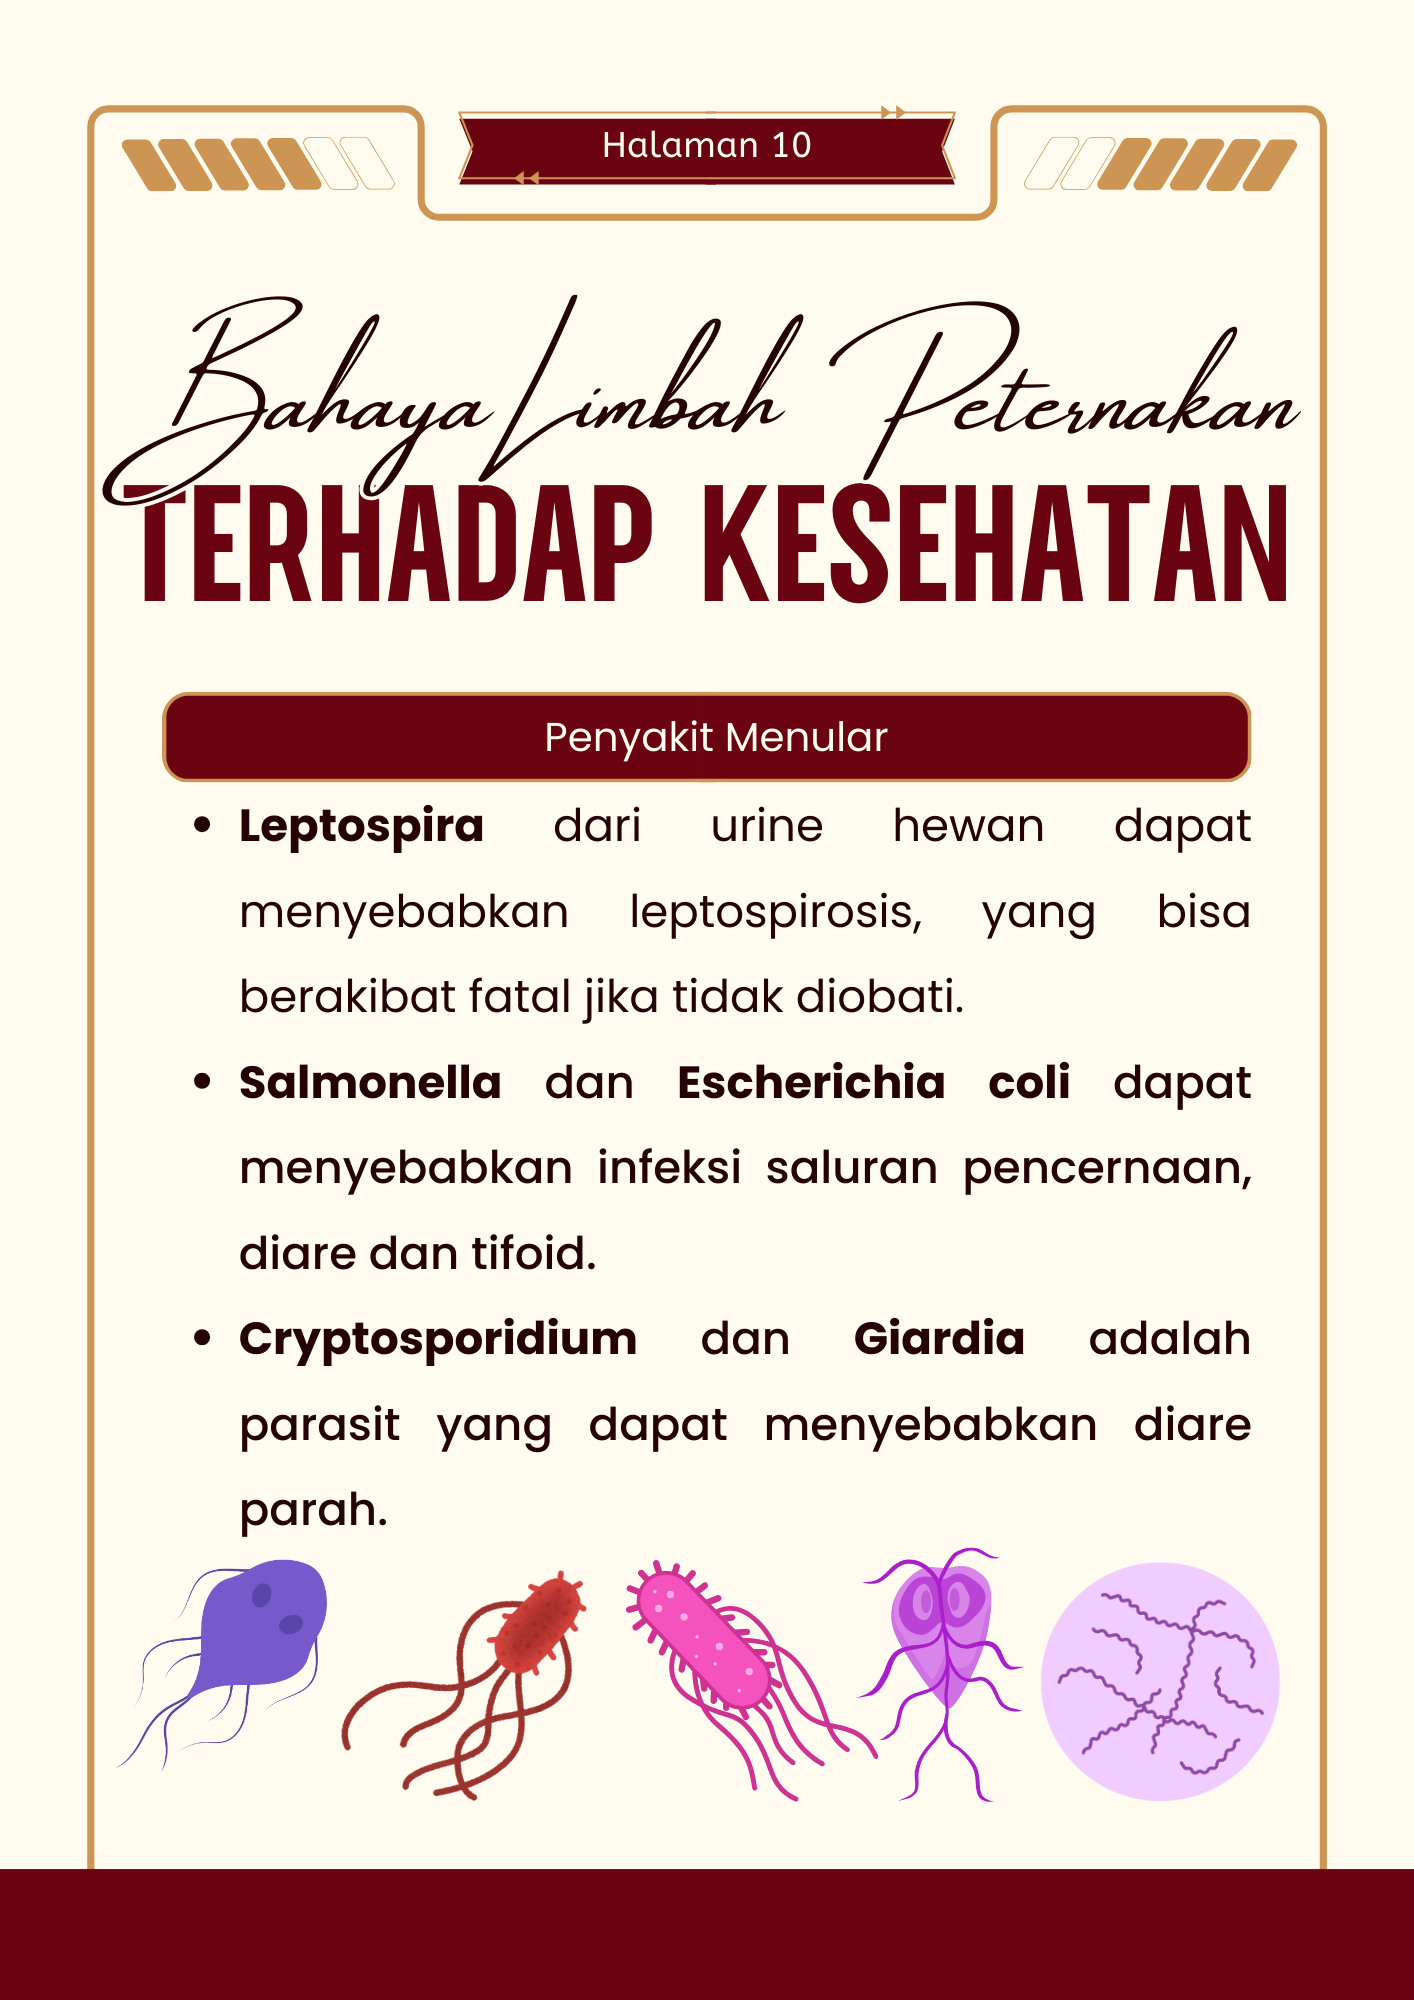 Halaman 10
Bahaya Limbah Peternakan
TERHADAP KESEHATAN
Penyakit Menular
• Leptospira dari urine hewan dapat
menyebabkan leptospirosis, yang bisa
berakibat fatal jika tidak diobati.
• Salmonella dan Escherichia coli dapat
menyebabkan infeksi saluran pencernaan,
diare dan tifoid.
• Cryptosporidium dan Giardia adalah
parasit yang dapat menyebabkan diare
parah.